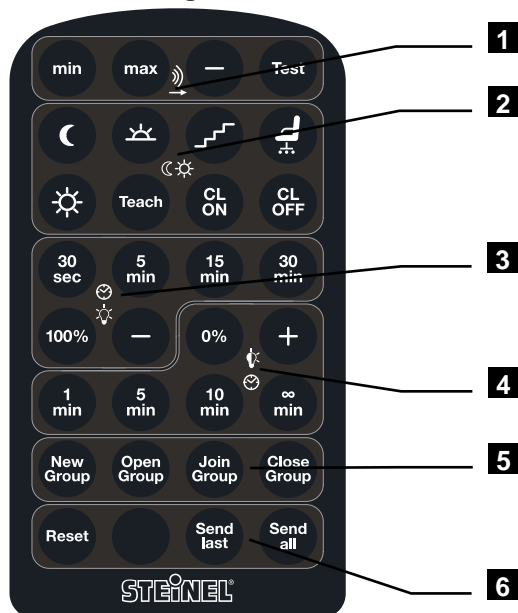 min max — Test 1
2
Teach CL ON CL OFF
30 sec 5 min 15 min 30 min 3
100% — 0% +
4
1 min 5 min 10 min ∞ min
New Group Open Group Join Group Close Group 5
Reset Send last Send all
6
STEINEL®